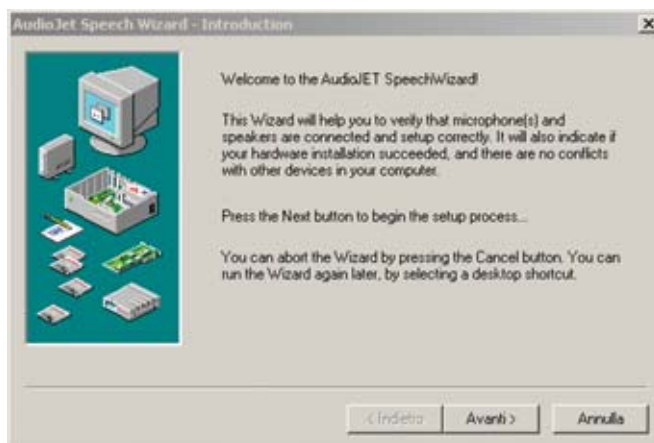 AudioJet Speech Wizard - Introduction
Welcome to the AudioJET SpeechWizard!
This Wizard will help you to verify that microphone(s) and
speakers are connected and setup correctly. It will also indicate if
your hardware installation succeeded, and there are no conflicts
with other devices in your computer.
Press the Next button to begin the setup process...
You can abort the Wizard by pressing the Cancel button. You can
run the Wizard again later, by selecting a desktop shortcut.
< Indietro Avanti > Annulla